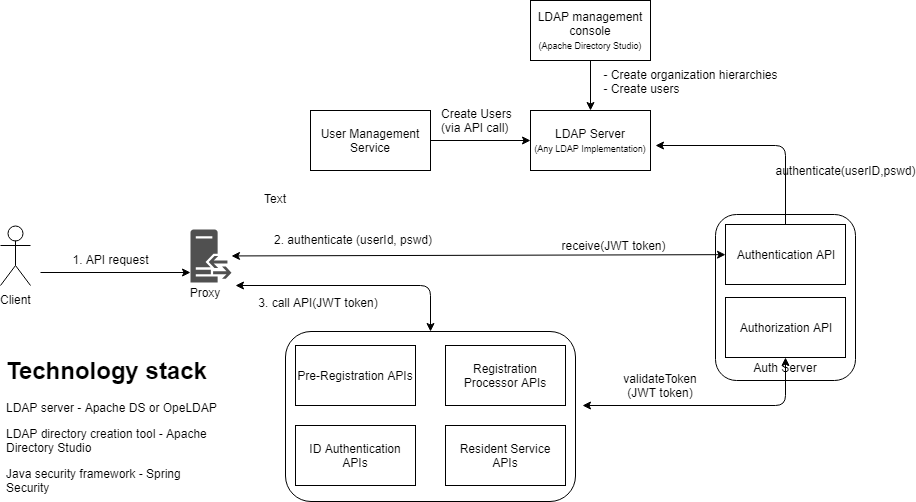 LDAP management
console
(Apache Directory Studio)
- Create organization hierarchies
- Create users
User Management
Service
Create Users
(via API call)
LDAP Server
(Any LDAP Implementation)
authenticate(userID,pswd)
Text
Client
1. API request
Proxy
2. authenticate (userId, pswd)
receive(JWT token)
3. call API(JWT token)
Authentication API
Authorization API
Auth Server
validateToken
(JWT token)
Pre-Registration APIs
Registration
Processor APIs
ID Authentication
APIs
Resident Service
APIs
Technology stack
LDAP server - Apache DS or OpeLDAP
LDAP directory creation tool - Apache
Directory Studio
Java security framework - Spring
Security